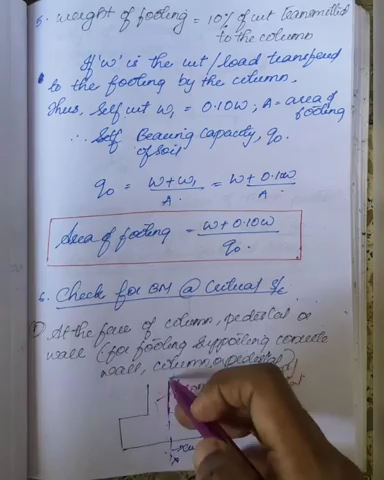 5. Weight of footing = 10% of wt transmitted
to the column
If 'w' is the wt/load transferd
to the footing by the column.
Thus, Self wt w₁ = 0.10w ; A = area of
footing
∴ Self Bearing capacity, q₀.
of soil
q₀ = w + w₁ / A = w + 0.10w / A.
Area of footing = w + 0.10w / q₀.
6. Check for BM @ Critical S/c
1) At the face of column, pedestal or
wall (for footing supporting concrete
wall, column, or pedestal)